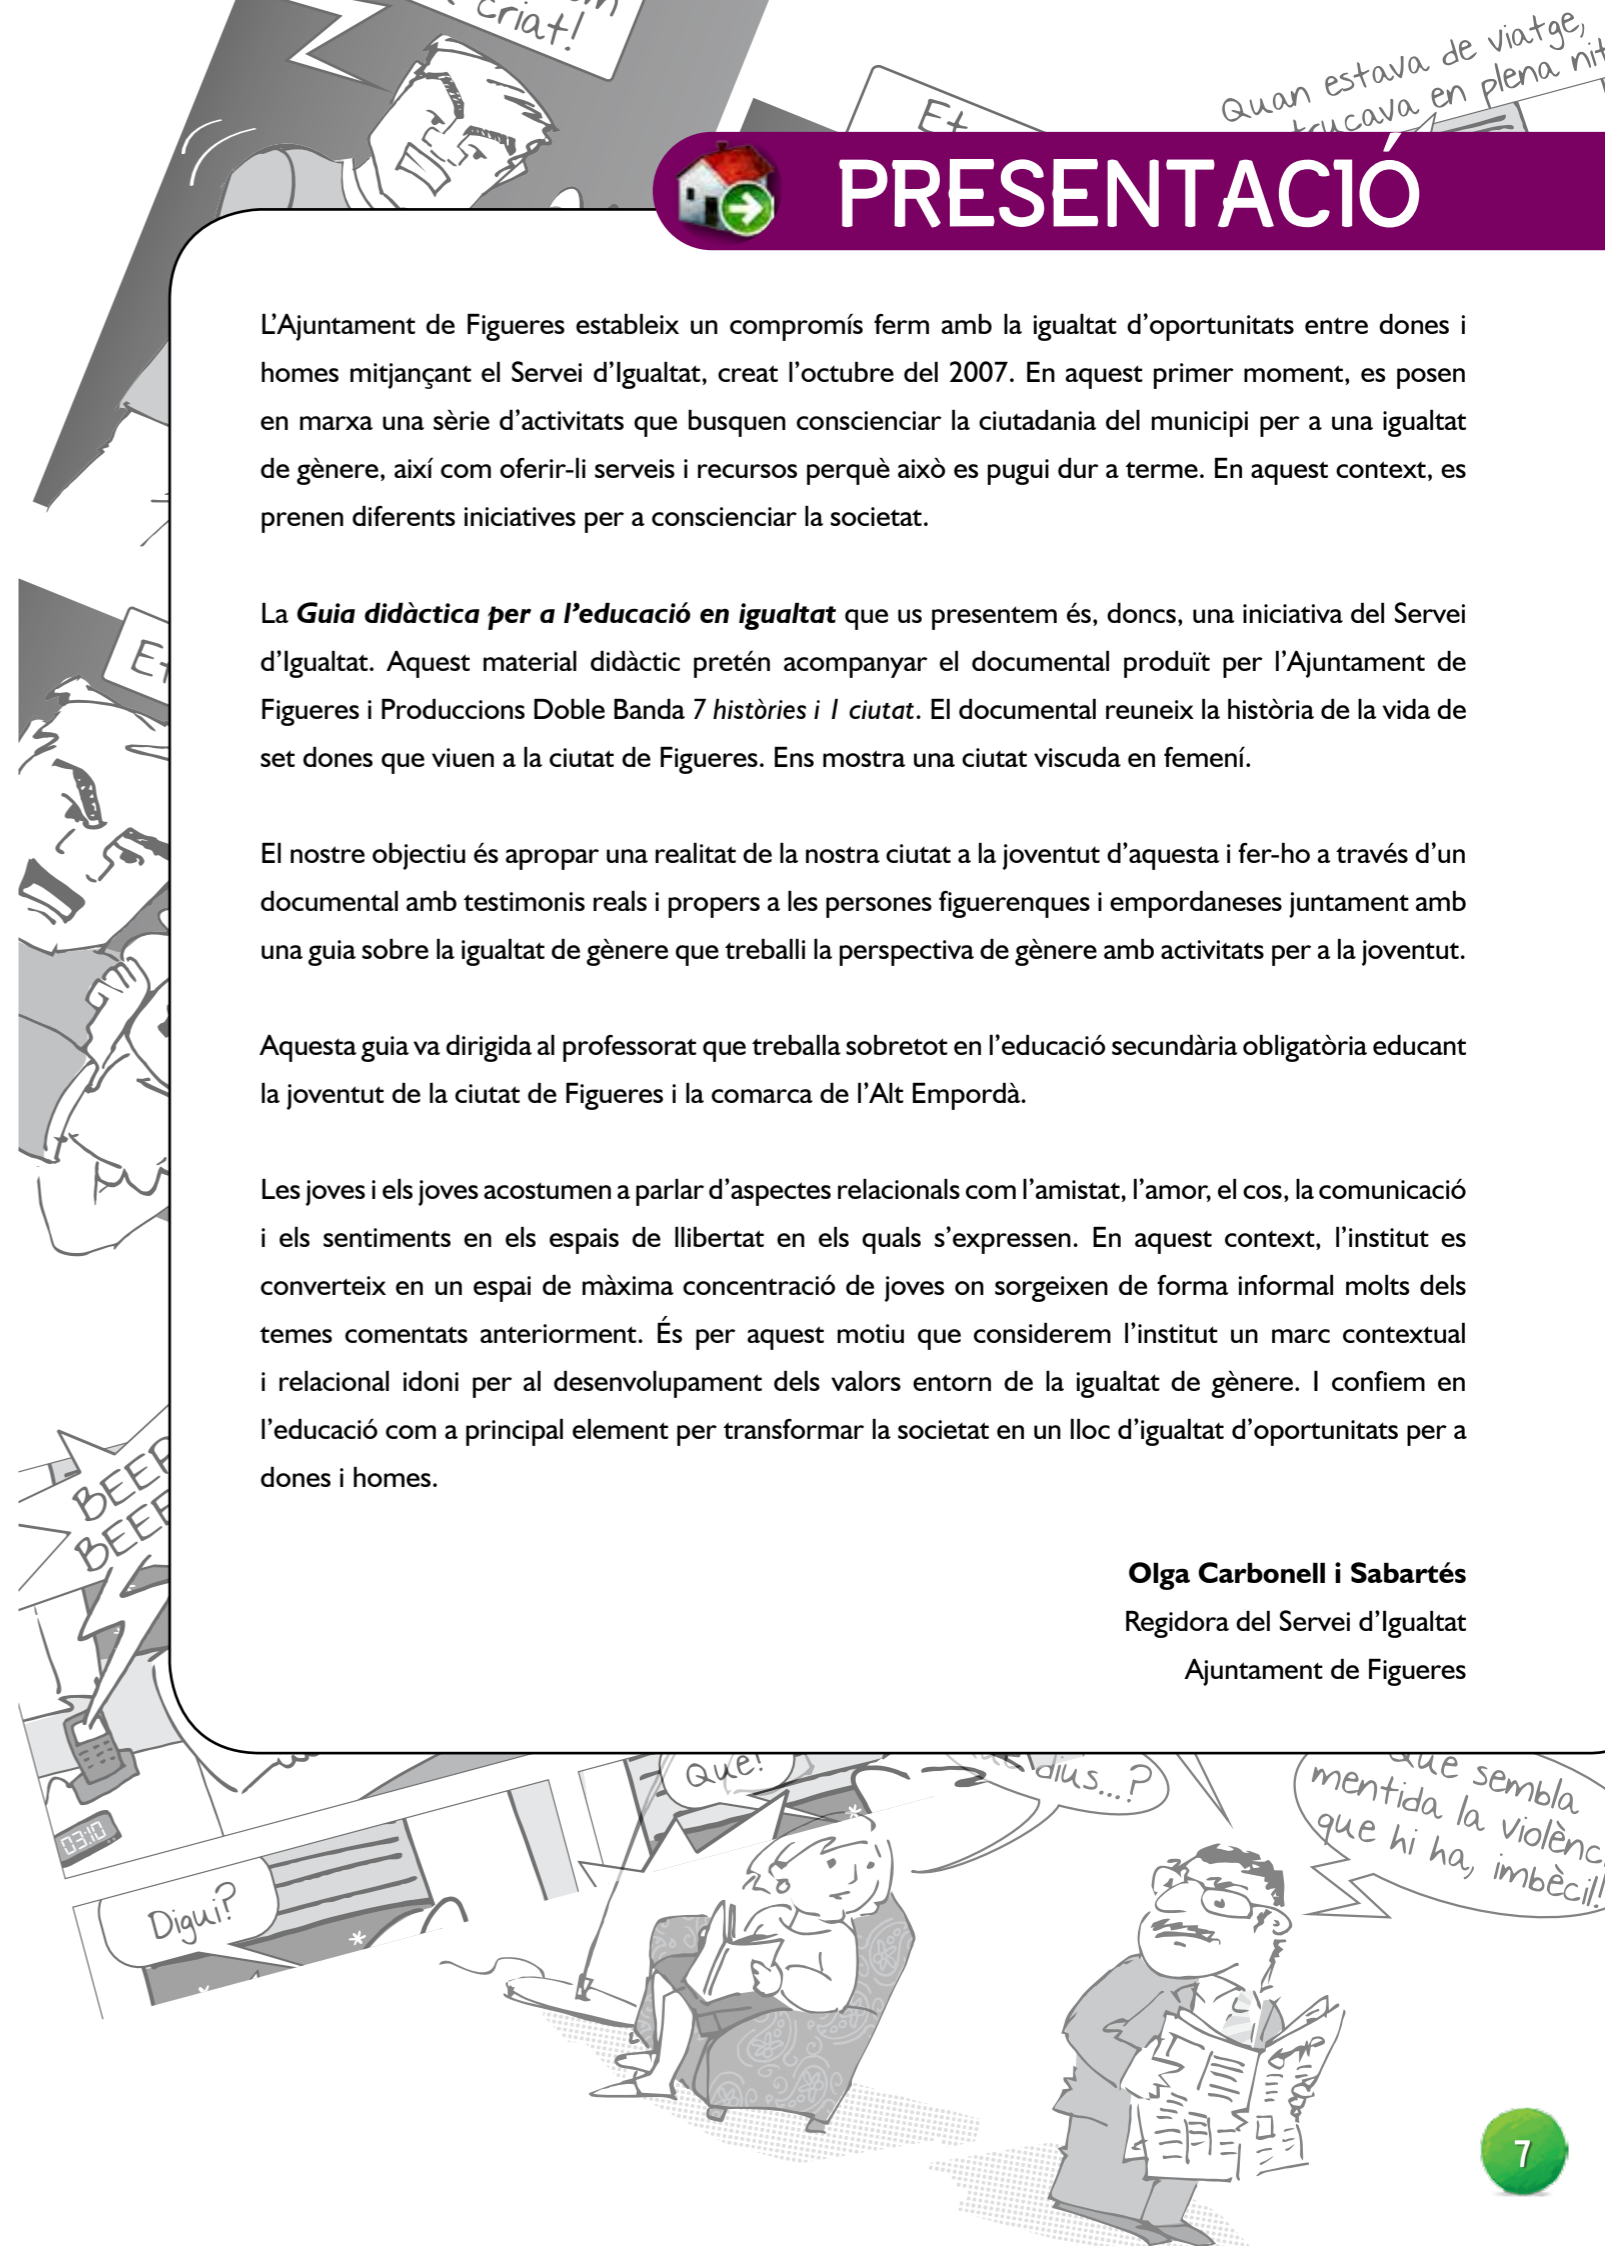 criat!
Quan estava de viatge,
trucava en plena nit
Et
PRESENTACIÓ
L’Ajuntament de Figueres estableix un compromís ferm amb la igualtat d’oportunitats entre dones i
homes mitjançant el Servei d’Igualtat, creat l’octubre del 2007. En aquest primer moment, es posen
en marxa una sèrie d’activitats que busquen conscienciar la ciutadania del municipi per a una igualtat
de gènere, així com oferir-li serveis i recursos perquè això es pugui dur a terme. En aquest context, es
prenen diferents iniciatives per a conscienciar la societat.
La Guia didàctica per a l’educació en igualtat que us presentem és, doncs, una iniciativa del Servei
d’Igualtat. Aquest material didàctic pretén acompanyar el documental produït per l’Ajuntament de
Figueres i Produccions Doble Banda 7 històries i 1 ciutat. El documental reuneix la història de la vida de
set dones que viuen a la ciutat de Figueres. Ens mostra una ciutat viscuda en femení.
El nostre objectiu és apropar una realitat de la nostra ciutat a la joventut d’aquesta i fer-ho a través d’un
documental amb testimonis reals i propers a les persones figuerenques i empordaneses juntament amb
una guia sobre la igualtat de gènere que treballi la perspectiva de gènere amb activitats per a la joventut.
Aquesta guia va dirigida al professorat que treballa sobretot en l’educació secundària obligatòria educant
la joventut de la ciutat de Figueres i la comarca de l’Alt Empordà.
Les joves i els joves acostumen a parlar d’aspectes relacionals com l’amistat, l’amor, el cos, la comunicació
i els sentiments en els espais de llibertat en els quals s’expressen. En aquest context, l’institut es
converteix en un espai de màxima concentració de joves on sorgeixen de forma informal molts dels
temes comentats anteriorment. És per aquest motiu que considerem l’institut un marc contextual
i relacional idoni per al desenvolupament dels valors entorn de la igualtat de gènere. I confiem en
l’educació com a principal element per transformar la societat en un lloc d’igualtat d’oportunitats per a
dones i homes.
Olga Carbonell i Sabartés
Regidora del Servei d’Igualtat
Ajuntament de Figueres
Et
BEEP
BEEP
03:10
Digui?
Què!
dius...?
Que sembla
mentida la violènc
que hi ha, imbècil!!
7